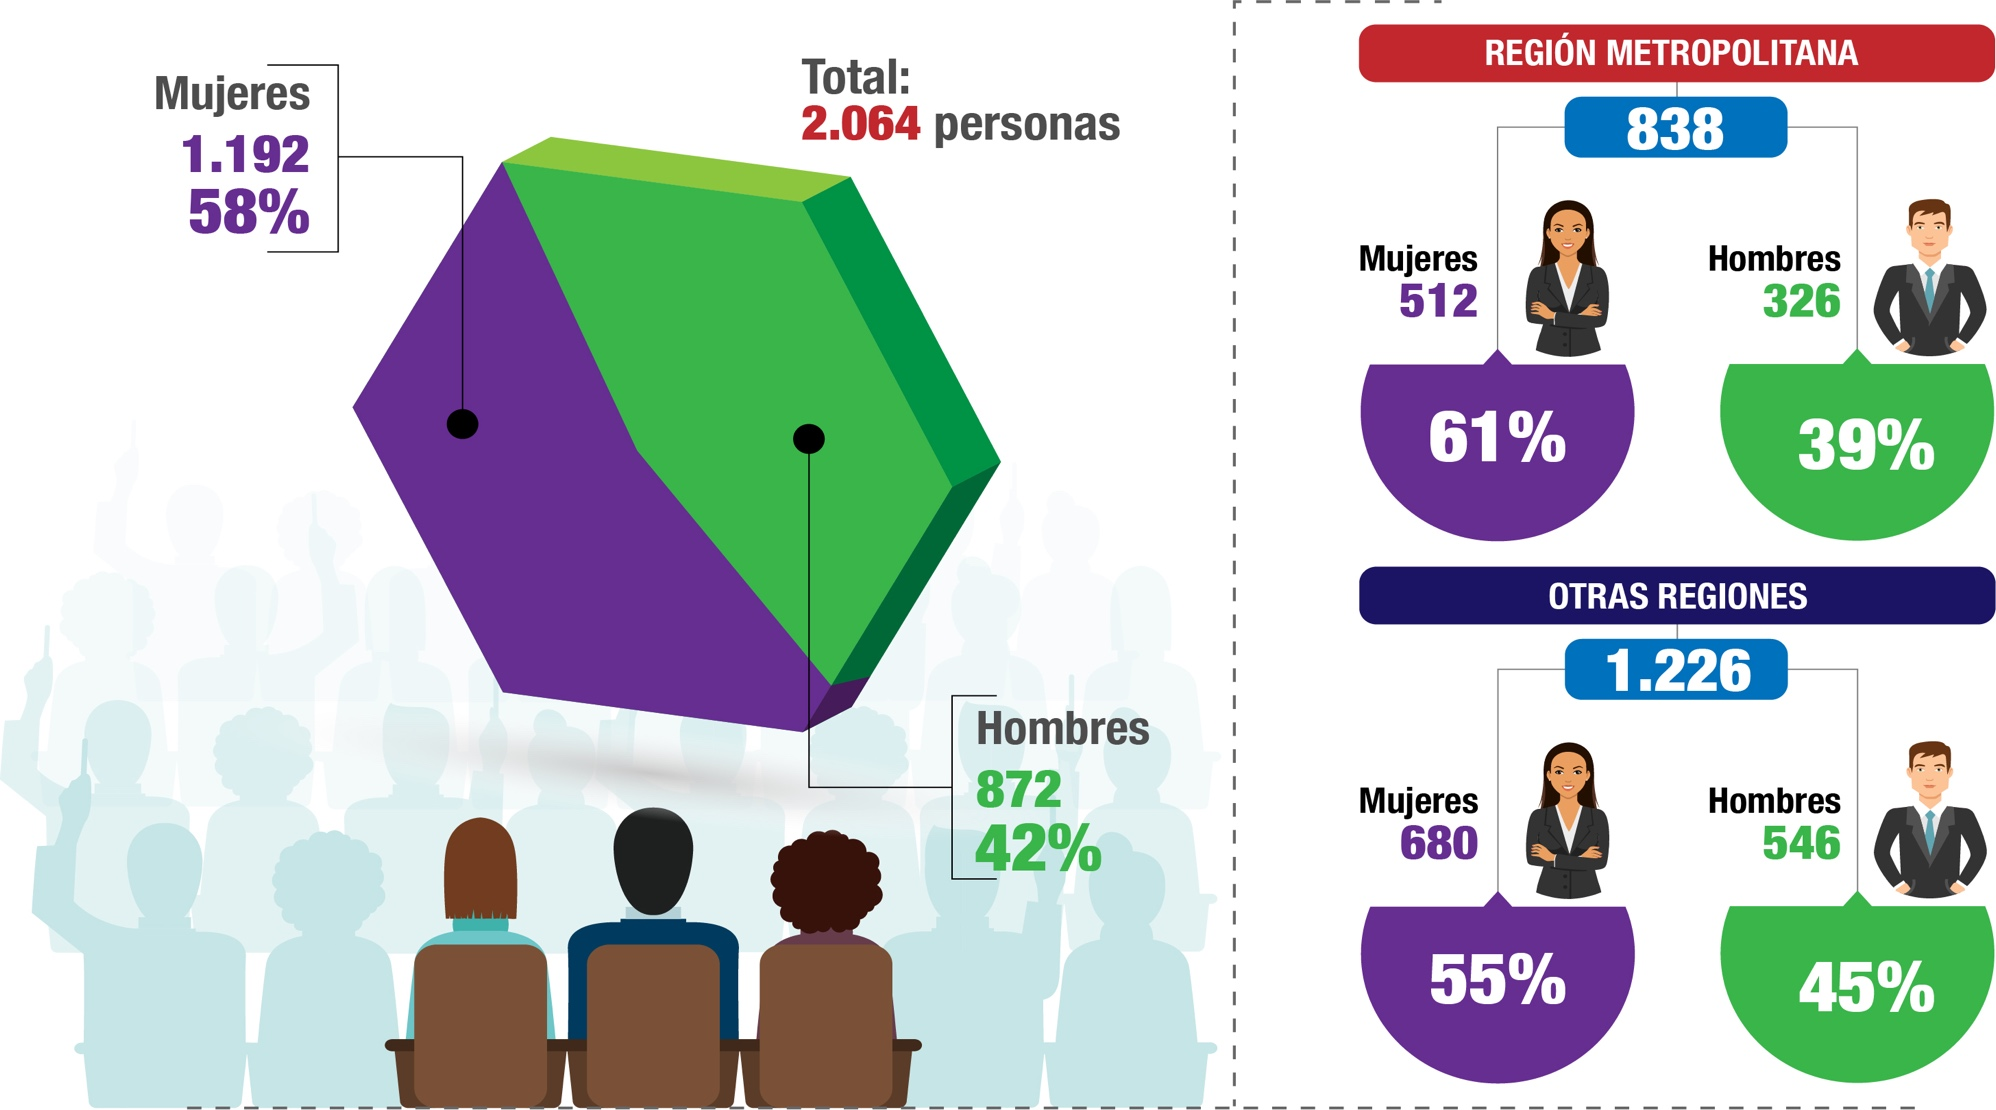 Mujeres
1.192
58%
Total:
2.064 personas
Hombres
872
42%
REGIÓN METROPOLITANA
838
Mujeres
512
Hombres
326
61%
39%
OTRAS REGIONES
1.226
Mujeres
680
Hombres
546
55%
45%